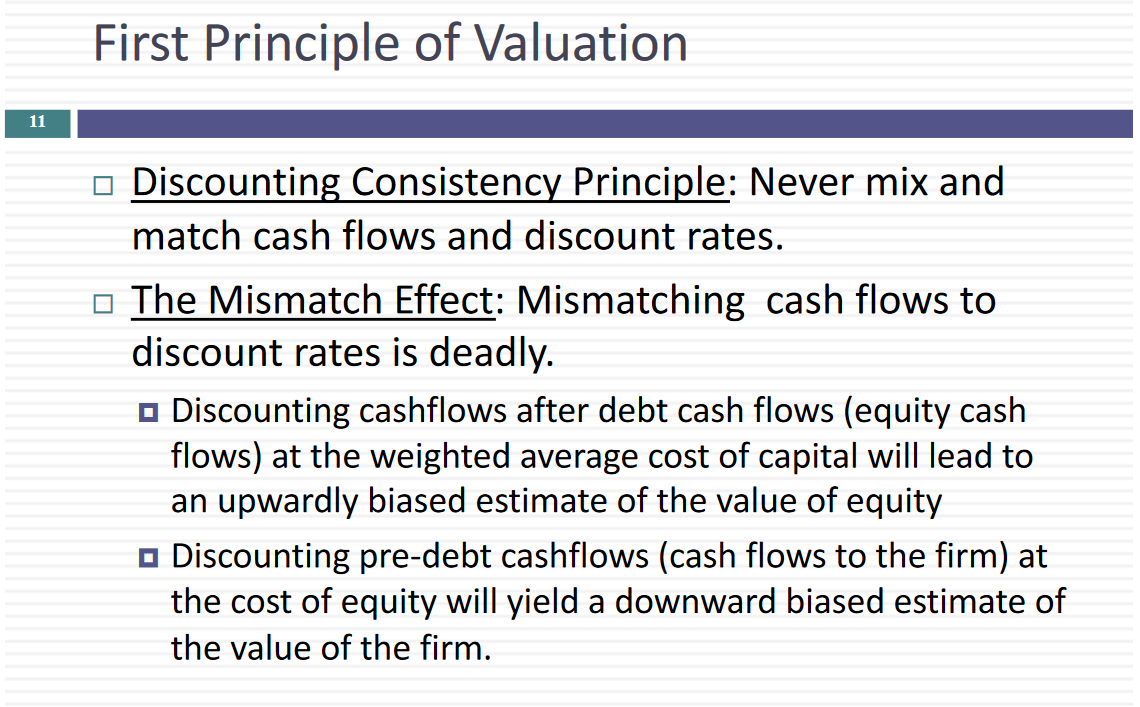 First Principle of Valuation
11
Discounting Consistency Principle: Never mix and
match cash flows and discount rates.
The Mismatch Effect: Mismatching  cash flows to
discount rates is deadly.
Discounting cashflows after debt cash flows (equity cash
flows) at the weighted average cost of capital will lead to
an upwardly biased estimate of the value of equity
Discounting pre-debt cashflows (cash flows to the firm) at
the cost of equity will yield a downward biased estimate of
the value of the firm.